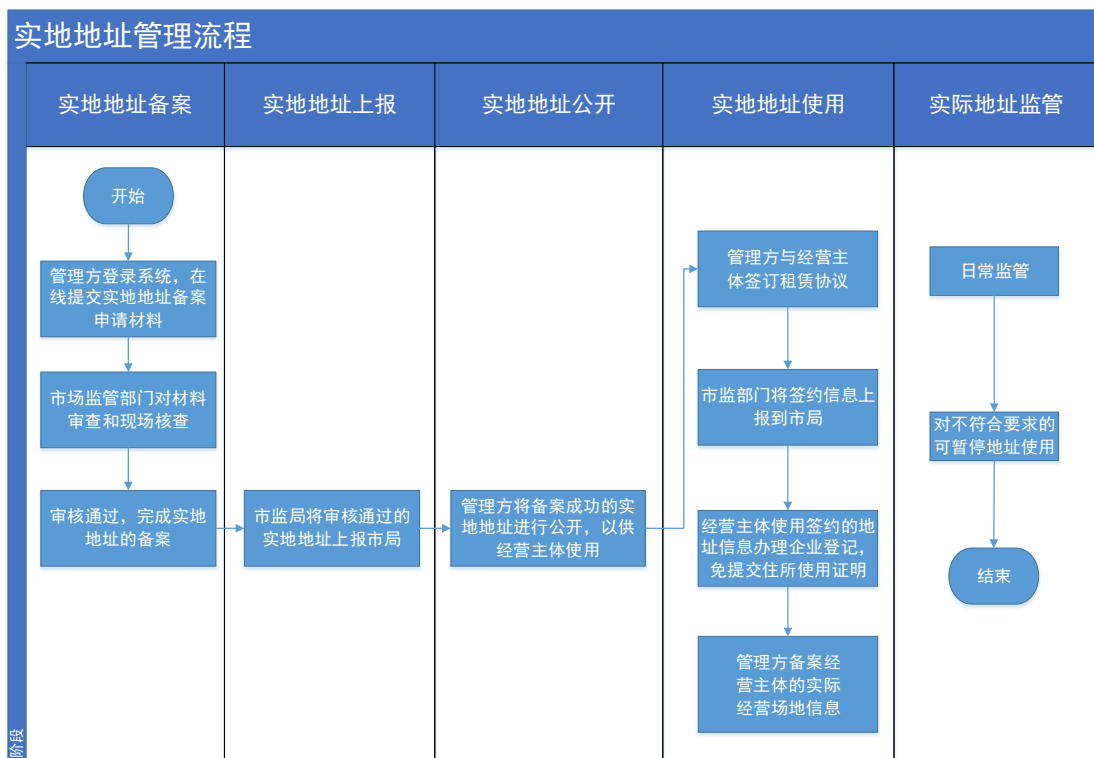 实地地址管理流程
实地地址备案
实地地址上报
实地地址公开
实地地址使用
实际地址监管
开始
管理方登录系统，在
线提交实地地址备案
申请材料
市场监管部门对材料
审查和现场核查
审核通过，完成实地
地址的备案
市监局将审核通过的
实地地址上报市局
管理方将备案成功的实
地地址进行公开，以供
经营主体使用
管理方与经营主
体签订租赁协议
市监部门将签约信息上
报到市局
经营主体使用签约的地
址信息办理企业登记，
免提交住所使用证明
管理方备案经
营主体的实际
经营场地信息
日常监管
对不符合要求的
可暂停地址使用
结束
阶段